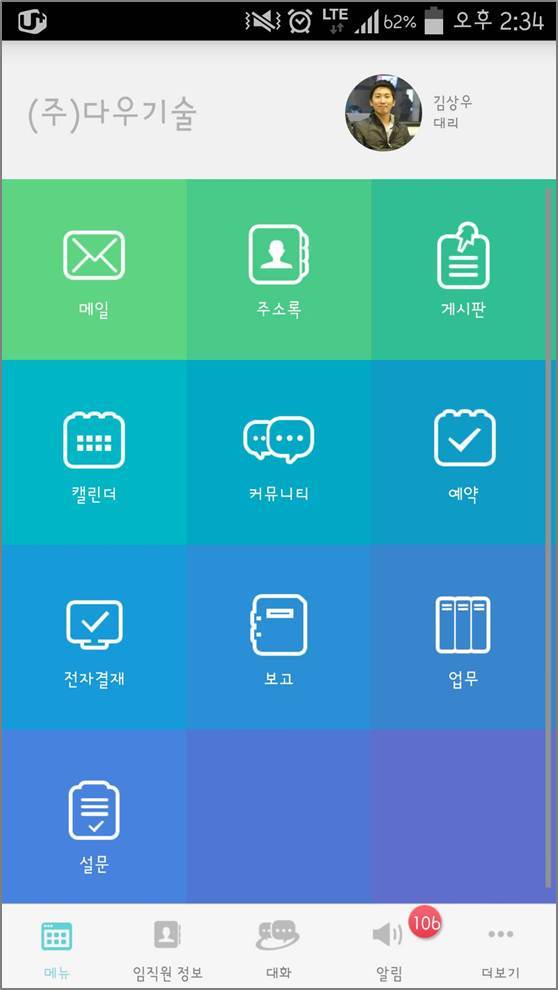 U+ LTE 62% 오후 2:34
(주)다우기술
김상우
대리
메일 주소록 게시판
캘린더 커뮤니티 예약
전자결재 보고 업무
설문
106
메뉴 임직원 정보 대화 알림 더보기